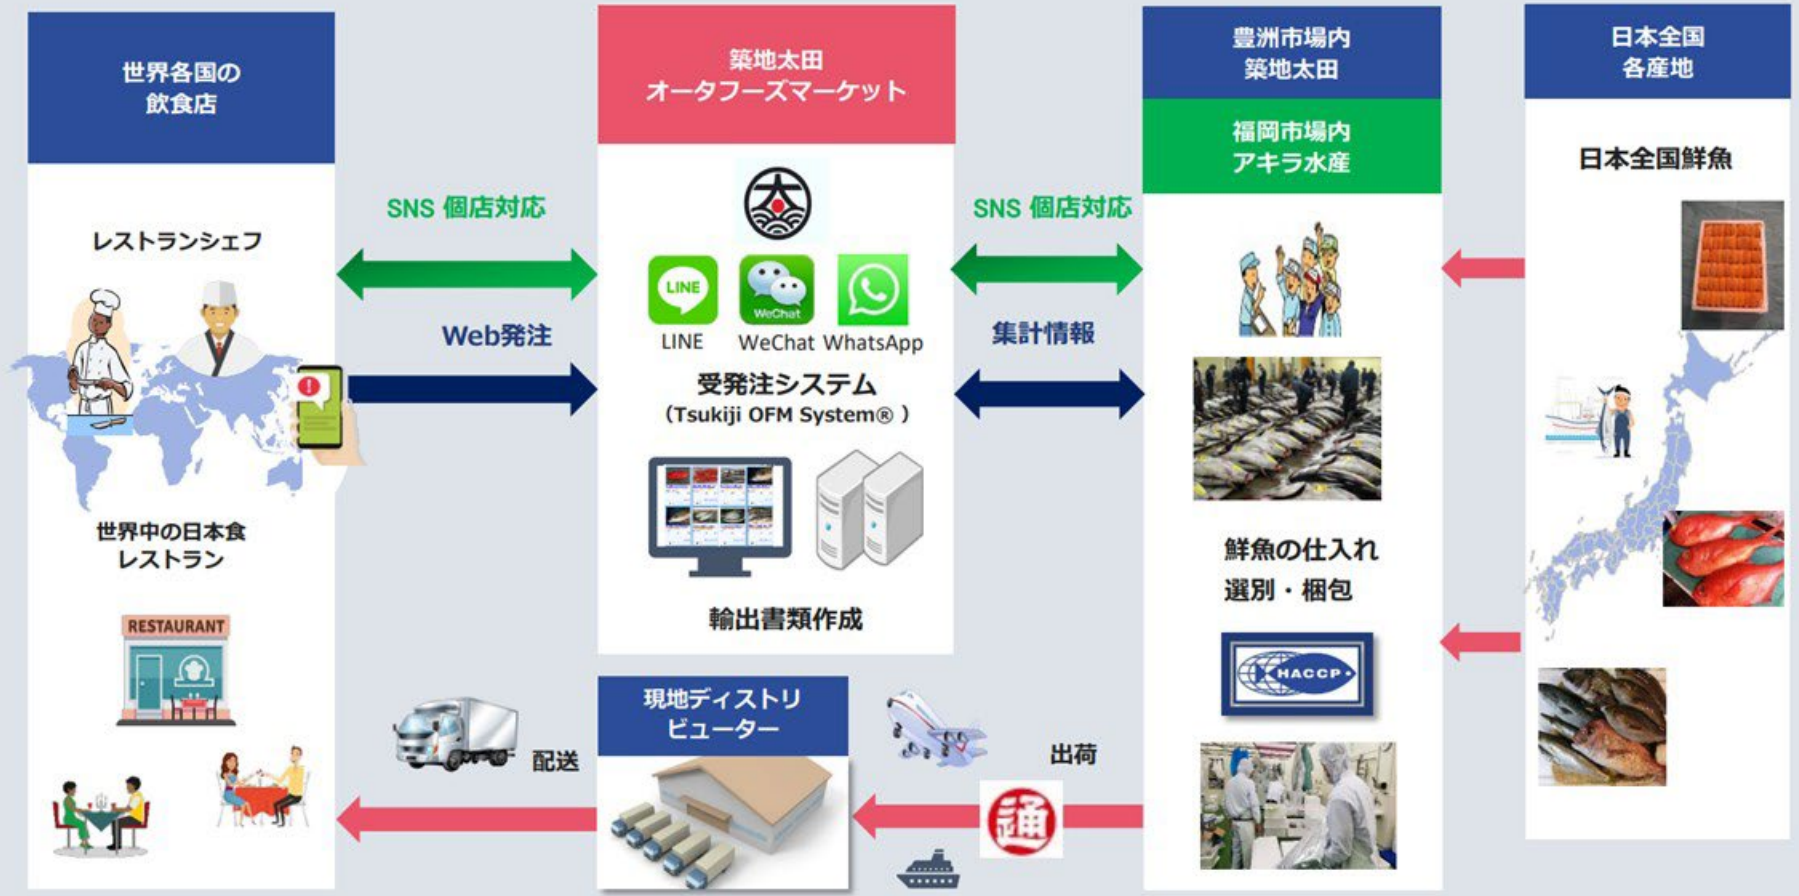 世界各国の
飲食店
レストランシェフ
世界中の日本食
レストラン
RESTAURANT
SNS 個店対応
Web発注
築地太田
オータフーズマーケット
太
LINE
WeChat
LINE
WeChat
WhatsApp
受発注システム
（Tsukiji OFM System® ）
輸出書類作成
SNS 個店対応
集計情報
豊洲市場内
築地太田
福岡市場内
アキラ水産
鮮魚の仕入れ
選別・梱包
HACCP
日本全国
各産地
日本全国鮮魚
現地ディストリ
ビューター
配送
出荷
通